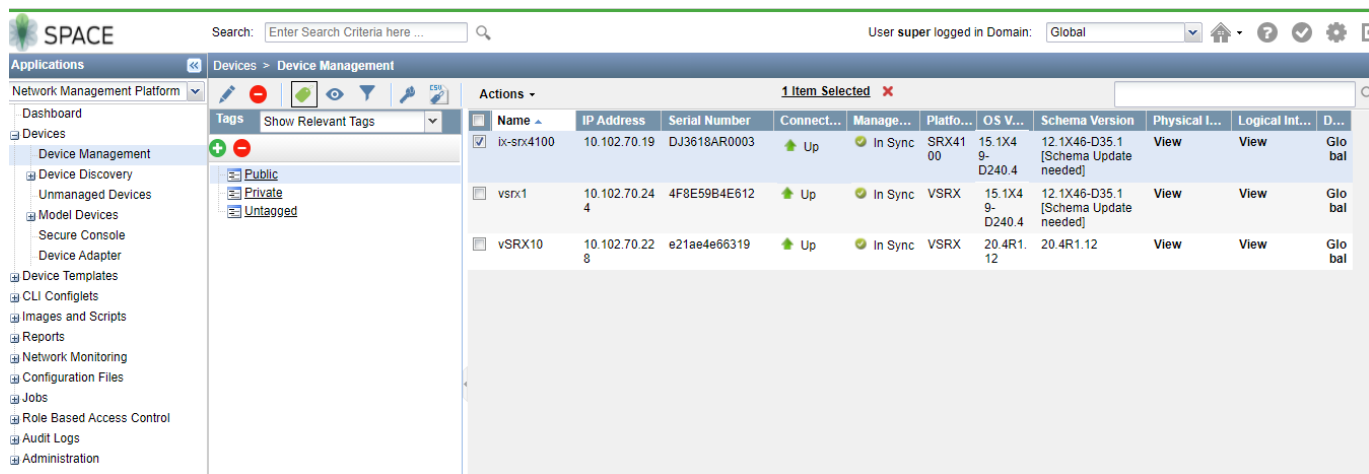 SPACE
Search: Enter Search Criteria here ...
User super logged in Domain: Global
Applications
Devices > Device Management
Network Management Platform
Dashboard
Devices
Device Management
Device Discovery
Unmanaged Devices
Model Devices
Secure Console
Device Adapter
Device Templates
CLI Configlets
Images and Scripts
Reports
Network Monitoring
Configuration Files
Jobs
Role Based Access Control
Audit Logs
Administration
Tags Show Relevant Tags
Public
Private
Untagged
Actions
1 Item Selected
Name IP Address Serial Number Connect... Manage... Platfo... OS V... Schema Version Physical I... Logical Int... D...
ix-srx4100 10.102.70.19 DJ3618AR0003 Up In Sync SRX41 15.1X4 12.1X46-D35.1 View View Glo
00 9- [Schema Update bal
D240.4 needed]
vsrx1 10.102.70.24 4F8E59B4E612 Up In Sync VSRX 15.1X4 12.1X46-D35.1 View View Glo
4 9- [Schema Update bal
D240.4 needed]
vSRX10 10.102.70.22 e21ae4e66319 Up In Sync VSRX 20.4R1. 20.4R1.12 View View Glo
8 12 bal